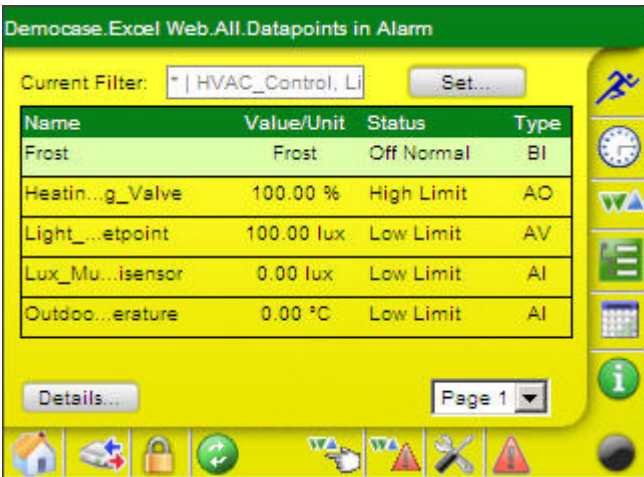 Democase.Excel Web.All.Datapoints in Alarm
Current Filter: * | HVAC_Control, Li Set...
Name Value/Unit Status Type
Frost Frost Off Normal BI
Heatin...g_Valve 100.00 % High Limit AO
Light_...etpoint 100.00 lux Low Limit AV
Lux_Mu...isensor 0.00 lux Low Limit AI
Outdoo...erature 0.00 °C Low Limit AI
Details... Page 1